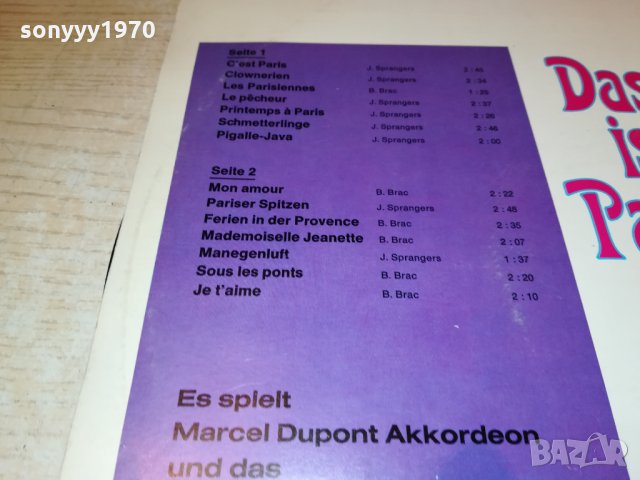 sonyyy1970
Seite 1
C'est Paris J. Sprangers 2:45
Clownerien J. Sprangers 2:34
Les Parisiennes B. Brac 1:25
Le pêcheur J. Sprangers 2:37
Printemps à Paris J. Sprangers 2:26
Schmetterlinge J. Sprangers 2:46
Pigalle-Java J. Sprangers 2:00
Seite 2
Mon amour B. Brac 2:22
Pariser Spitzen J. Sprangers 2:48
Ferien in der Provence B. Brac 2:35
Mademoiselle Jeanette B. Brac 2:07
Manegenluft J. Sprangers 1:37
Sous les ponts B. Brac 2:20
Je t'aime B. Brac 2:10
Das
Es spielt
Marcel Dupont Akkordeon
und das
BAZAR